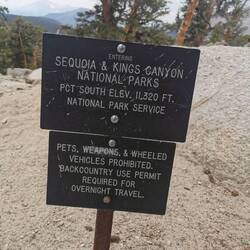 ENTERING
SEQUOIA & KINGS CANYON
NATIONAL PARKS
PCT SOUTH ELEV. 11,320 FT.
NATIONAL PARK SERVICE
PETS, WEAPONS, & WHEELED
VEHICLES PROHIBITED.
BACKCOUNTRY USE PERMIT
REQUIRED FOR
OVERNIGHT TRAVEL.